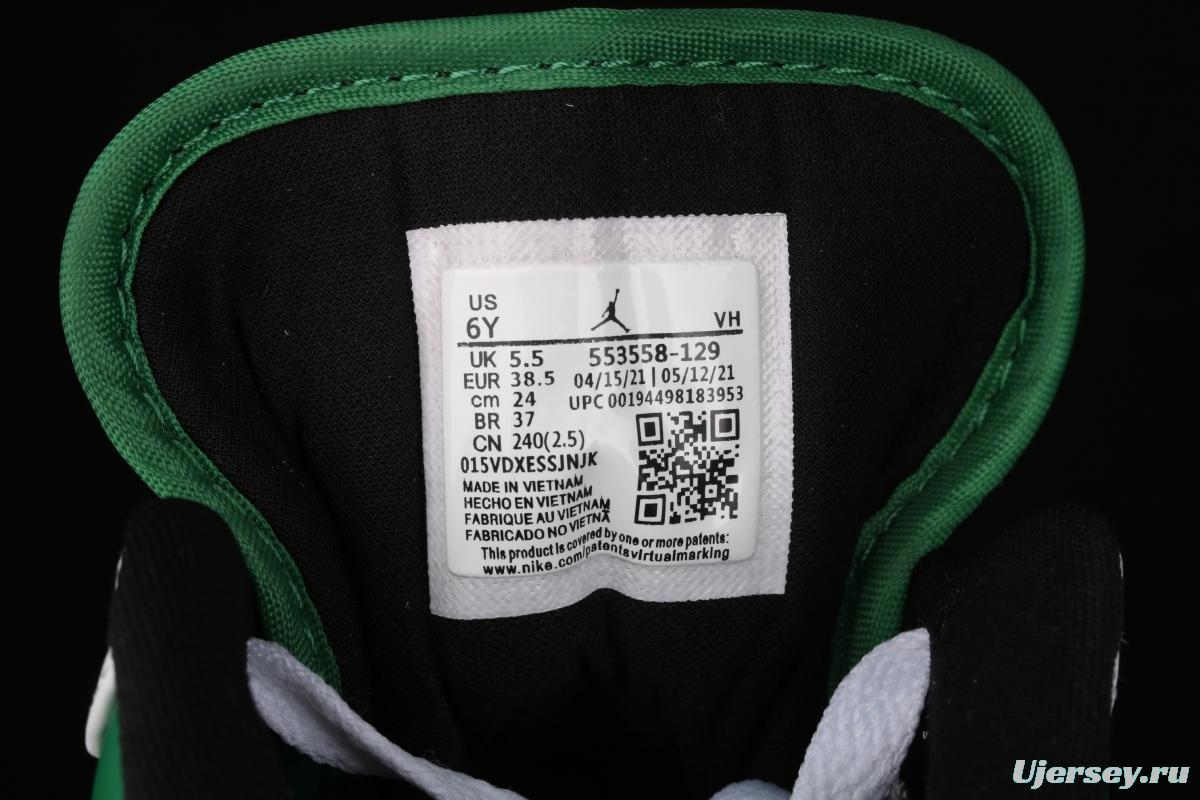 US
6Y
VH
UK 5.5
EUR 38.5
cm 24
BR 37
CN 240(2.5)
553558-129
04/15/21 | 05/12/21
UPC 00194498183953
015VDXESSJNJK
MADE IN VIETNAM
HECHO EN VIETNAM
FABRIQUE AU VIETNAM
FABRICADO NO VIETNÃ
This product is covered by one or more patents:
www.nike.com/patentsvirtualmarking
Ujersey.ru